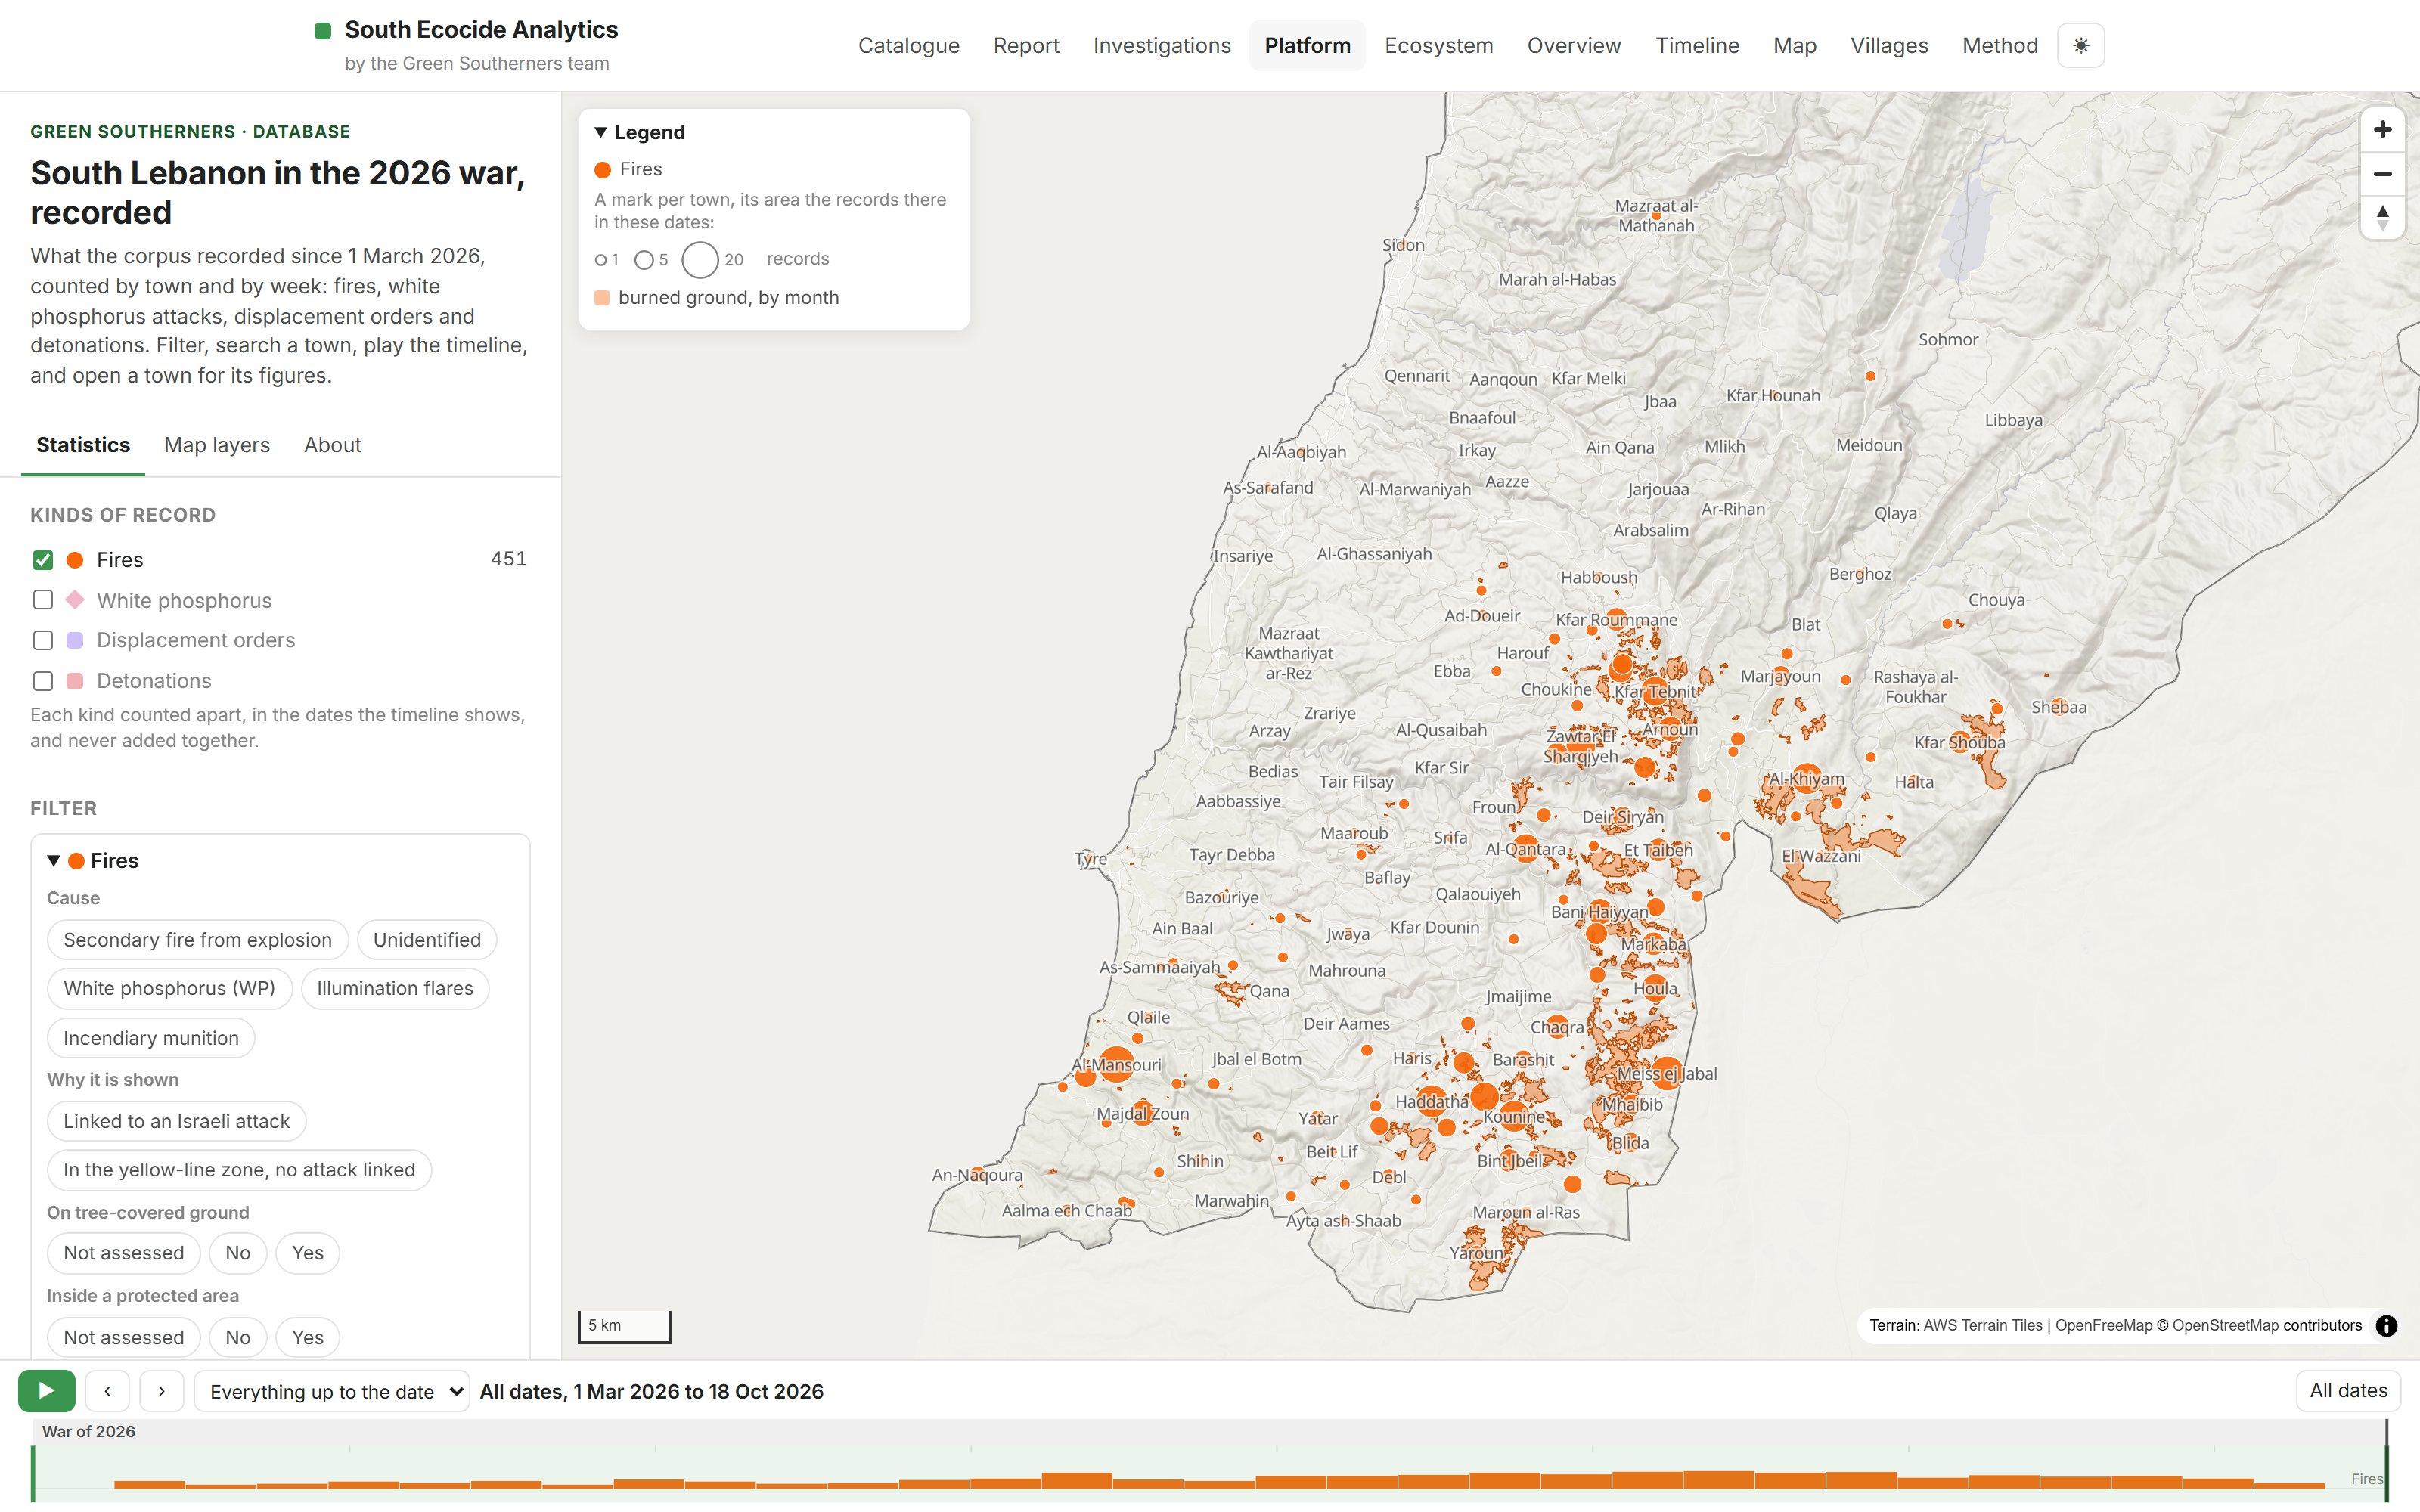 South Ecocide Analytics
by the Green Southerners team
Catalogue
Report
Investigations
Platform
Ecosystem
Overview
Timeline
Map
Villages
Method
GREEN SOUTHERNERS · DATABASE
South Lebanon in the 2026 war,
recorded
What the corpus recorded since 1 March 2026,
counted by town and by week: fires, white
phosphorus attacks, displacement orders and
detonations. Filter, search a town, play the timeline,
and open a town for its figures.
Statistics
Map layers
About
KINDS OF RECORD
Fires 451
White phosphorus
Displacement orders
Detonations
Each kind counted apart, in the dates the timeline shows,
and never added together.
FILTER
Fires
Cause
Secondary fire from explosion
Unidentified
White phosphorus (WP)
Illumination flares
Incendiary munition
Why it is shown
Linked to an Israeli attack
In the yellow-line zone, no attack linked
On tree-covered ground
Not assessed
No
Yes
Inside a protected area
Not assessed
No
Yes
Legend
Fires
A mark per town, its area the records there
in these dates:
1 5 20 records
burned ground, by month
Mazraat al-
Mathanah
Sidon
Marah al-Habas
Sohmor
Qennarit
Aanqoun
Kfar Melki
Jbaa
Kfar Hounah
Bnaafoul
Libbaya
Al-Aaqbiyah
Irkay
Ain Qana
Mlikh
Meidoun
As-Sarafand
Al-Marwaniyah
Aazze
Jarjouaa
Ar-Rihan
Qlaya
Arabsalim
Insariye
Al-Ghassaniyah
Habboush
Berghoz
Chouya
Ad-Doueir
Kfar Roummane
Blat
Mazraat
Kawthariyat
ar-Rez
Harouf
Ebba
Choukine
Kfar Tebnit
Marjayoun
Rashaya al-
Foukhar
Shebaa
Zrariye
Arzay
Al-Qusaibah
Zawtar El
Sharqiyeh
Arnoun
Kfar Shouba
Bedias
Tair Filsay
Kfar Sir
Al-Khiyam
Halta
Aabbassiye
Froun
Deir Siryan
Maaroub
Srifa
Al-Qantara
Et Taibeh
El Wazzani
Tyre
Tayr Debba
Baflay
Qalaouiyeh
Bazouriye
Bani Haiyyan
Ain Baal
Jwaya
Kfar Dounin
Markaba
As-Sammaaiyah
Mahrouna
Qana
Jmaijime
Houla
Qlaile
Deir Aames
Chaqra
Al-Mansouri
Jbal el Botm
Haris
Barashit
Meiss ej Jabal
Majdal Zoun
Yatar
Haddatha
Kounine
Mhaibib
Blida
Beit Lif
Shihin
Bint Jbeil
An-Naqoura
Debl
Aalma ech Chaab
Marwahin
Ayta ash-Shaab
Maroun al-Ras
Yaroun
5 km
Terrain: AWS Terrain Tiles | OpenFreeMap © OpenStreetMap contributors
Everything up to the date
All dates, 1 Mar 2026 to 18 Oct 2026
All dates
War of 2026
Fires